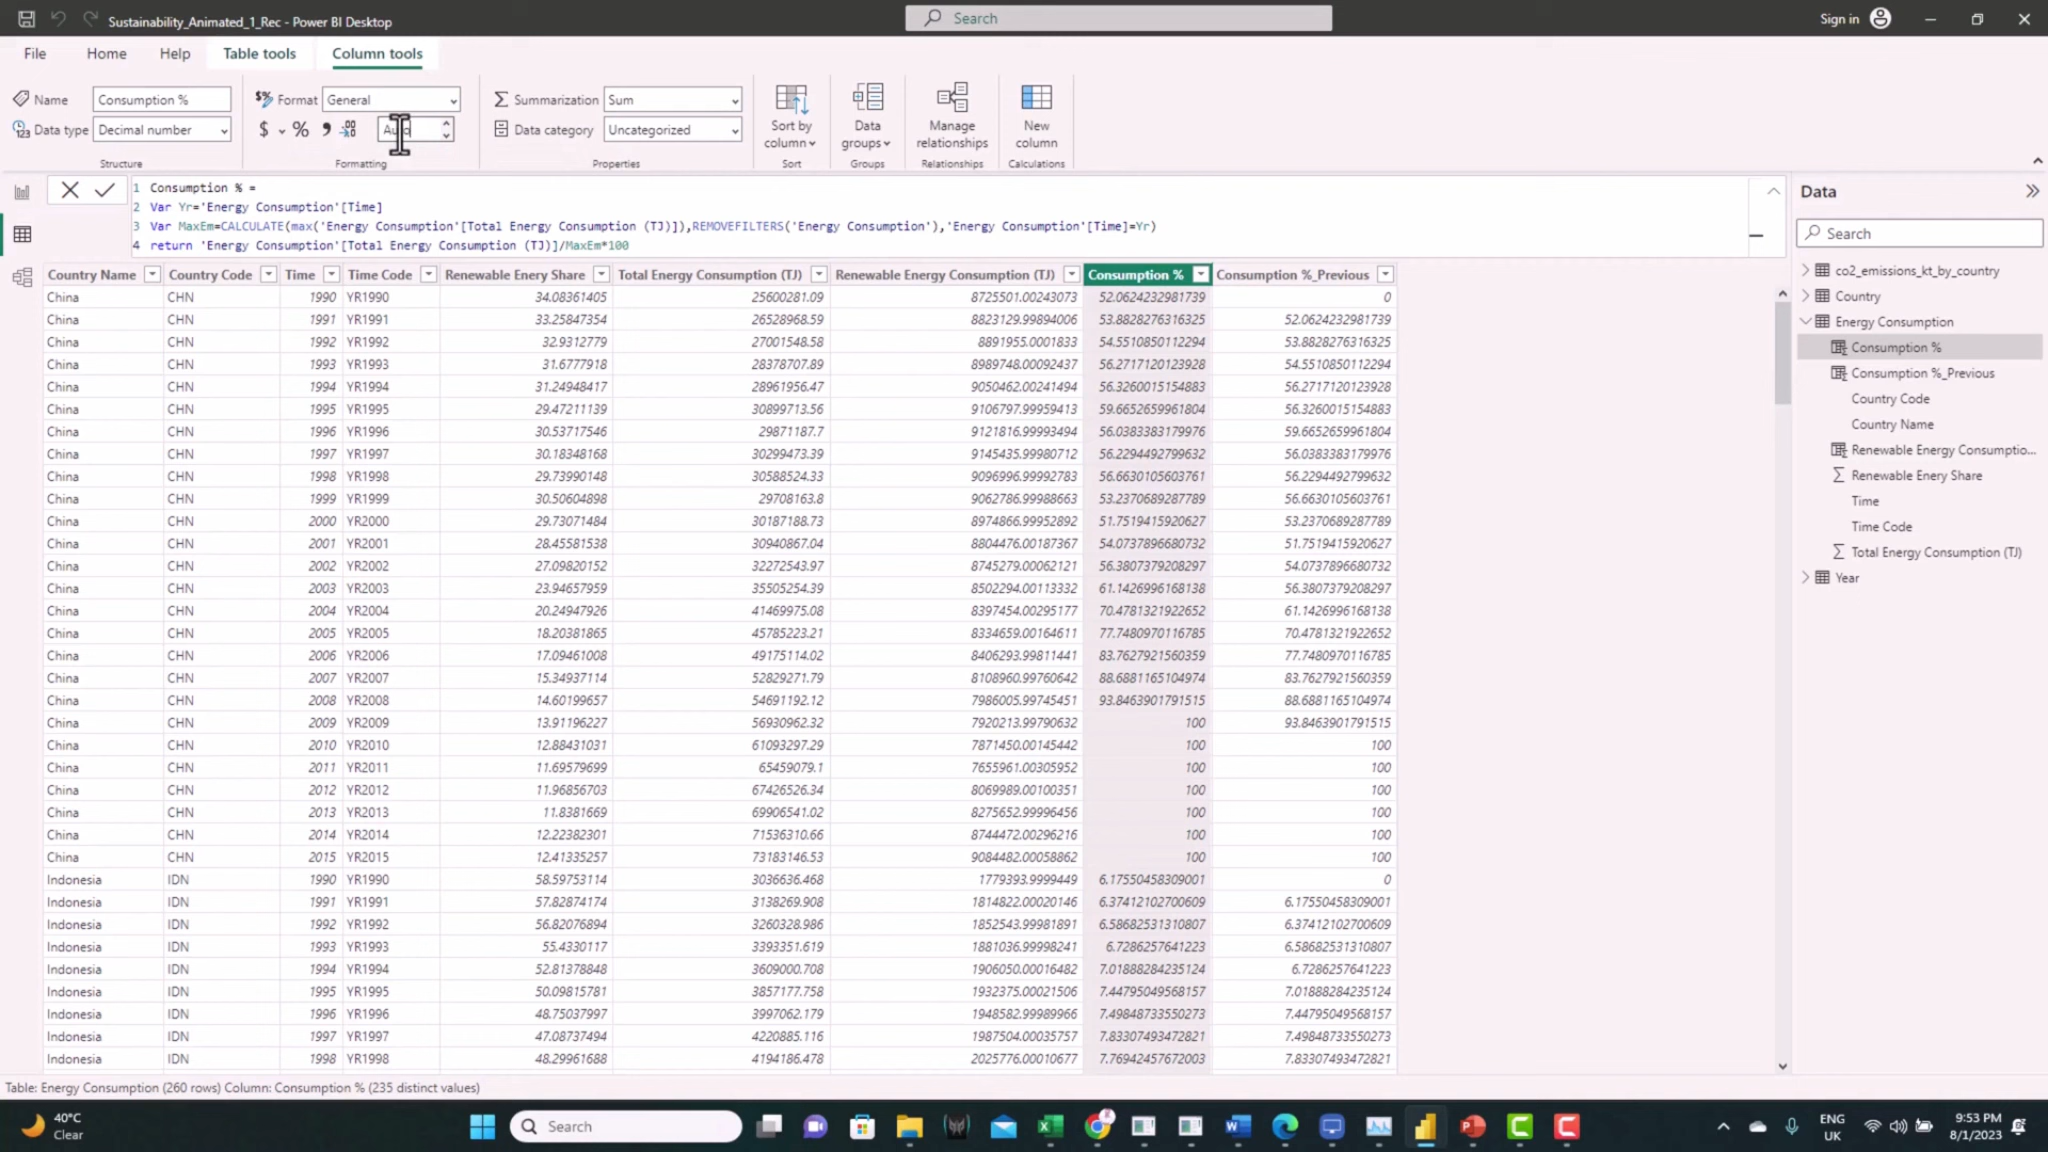 Sustainability_Animated_1_Rec - Power BI Desktop
Search
Sign in
File
Home
Help
Table tools
Column tools
Name
Consumption %
Format
General
Summarization
Sum
Data type
Decimal number
Data category
Uncategorized
Sort by
column
Data
groups
Manage
relationships
New
column
Structure
Formatting
Properties
Sort
Groups
Relationships
Calculations
1 Consumption % =
2 Var Yr='Energy Consumption'[Time]
3 Var MaxEm=CALCULATE(max('Energy Consumption'[Total Energy Consumption (TJ)]),REMOVEFILTERS('Energy Consumption'),'Energy Consumption'[Time]=Yr)
4 return 'Energy Consumption'[Total Energy Consumption (TJ)]/MaxEm*100
Country Name Country Code Time Time Code Renewable Enery Share Total Energy Consumption (TJ) Renewable Energy Consumption (TJ) Consumption % Consumption %_Previous
China CHN 1990 YR1990 34.08361405 25600281.09 8725501.00243073 52.0624232981739 0
China CHN 1991 YR1991 33.25847354 26528968.59 8823129.99894006 53.8828276316325 52.0624232981739
China CHN 1992 YR1992 32.9312779 27001548.58 8891955.0001833 54.5510850112294 53.8828276316325
China CHN 1993 YR1993 31.6777918 28378707.89 8989748.00092437 56.2717120123928 54.5510850112294
China CHN 1994 YR1994 31.24948417 28961956.47 9050462.00241494 56.3260015154883 56.2717120123928
China CHN 1995 YR1995 29.47211139 30899713.56 9106797.99959413 59.6652659961804 56.3260015154883
China CHN 1996 YR1996 30.53717546 29871187.7 9121816.99993494 56.0383383179976 59.6652659961804
China CHN 1997 YR1997 30.18348168 30299473.39 9145435.99980712 56.2294492799632 56.0383383179976
China CHN 1998 YR1998 29.73990148 30588524.33 9096996.99992783 56.6630105603761 56.2294492799632
China CHN 1999 YR1999 30.50604898 29708163.8 9062786.99988663 53.2370689287789 56.6630105603761
China CHN 2000 YR2000 29.73071484 30187188.73 8974866.99952892 51.7519415920627 53.2370689287789
China CHN 2001 YR2001 28.45581538 30940867.04 8804476.00187367 54.0737896680732 51.7519415920627
China CHN 2002 YR2002 27.09820152 32272543.97 8745279.00062121 56.3807379208297 54.0737896680732
China CHN 2003 YR2003 23.94657959 35505254.39 8502294.00113332 61.1426996168138 56.3807379208297
China CHN 2004 YR2004 20.24947926 41469975.08 8397454.00295177 70.4781321922652 61.1426996168138
China CHN 2005 YR2005 18.20381865 45785223.21 8334659.00164611 77.7480970116785 70.4781321922652
China CHN 2006 YR2006 17.09461008 49175114.02 8406293.99811441 83.7627921560359 77.7480970116785
China CHN 2007 YR2007 15.34937114 52829271.79 8108960.99760642 88.6881165104974 83.7627921560359
China CHN 2008 YR2008 14.60199657 54691192.12 7986005.99745451 93.8463901791515 88.6881165104974
China CHN 2009 YR2009 13.91196227 56930962.32 7920213.99790632 100 93.8463901791515
China CHN 2010 YR2010 12.88431031 61093297.29 7871450.00145442 100 100
China CHN 2011 YR2011 11.69579699 65459079.1 7655961.00305952 100 100
China CHN 2012 YR2012 11.96856703 67426526.34 8069989.00100351 100 100
China CHN 2013 YR2013 11.8381669 69906541.02 8275652.99996456 100 100
China CHN 2014 YR2014 12.22382301 71536310.66 8744472.00296216 100 100
China CHN 2015 YR2015 12.41335257 73183146.53 9084482.00058862 100 100
Indonesia IDN 1990 YR1990 58.59753114 3036636.468 1779393.9999449 6.17550458309001 0
Indonesia IDN 1991 YR1991 57.82874174 3138269.908 1814822.00020146 6.37412102700609 6.17550458309001
Indonesia IDN 1992 YR1992 56.82076894 3260328.986 1852543.99981891 6.58682531310807 6.37412102700609
Indonesia IDN 1993 YR1993 55.4330117 3393351.619 1881036.99998241 6.7286257641223 6.58682531310807
Indonesia IDN 1994 YR1994 52.81378848 3609000.708 1906050.00016482 7.01888284235124 6.7286257641223
Indonesia IDN 1995 YR1995 50.09815781 3857177.758 1932375.00021506 7.44795049568157 7.01888284235124
Indonesia IDN 1996 YR1996 48.75037997 3997062.179 1948582.99989966 7.49848733550273 7.44795049568157
Indonesia IDN 1997 YR1997 47.08737494 4220885.116 1987504.00035757 7.83307493472821 7.49848733550273
Indonesia IDN 1998 YR1998 48.29961688 4194186.478 2025776.00010677 7.76942457672003 7.83307493472821
Data
Search
co2_emissions_kt_by_country
Country
Energy Consumption
Consumption %
Consumption %_Previous
Country Code
Country Name
Renewable Energy Consumptio...
Renewable Enery Share
Time
Time Code
Total Energy Consumption (TJ)
Year
Table: Energy Consumption (260 rows) Column: Consumption % (235 distinct values)
40°C
Clear
Search
ENG
UK
9:53 PM
8/1/2023